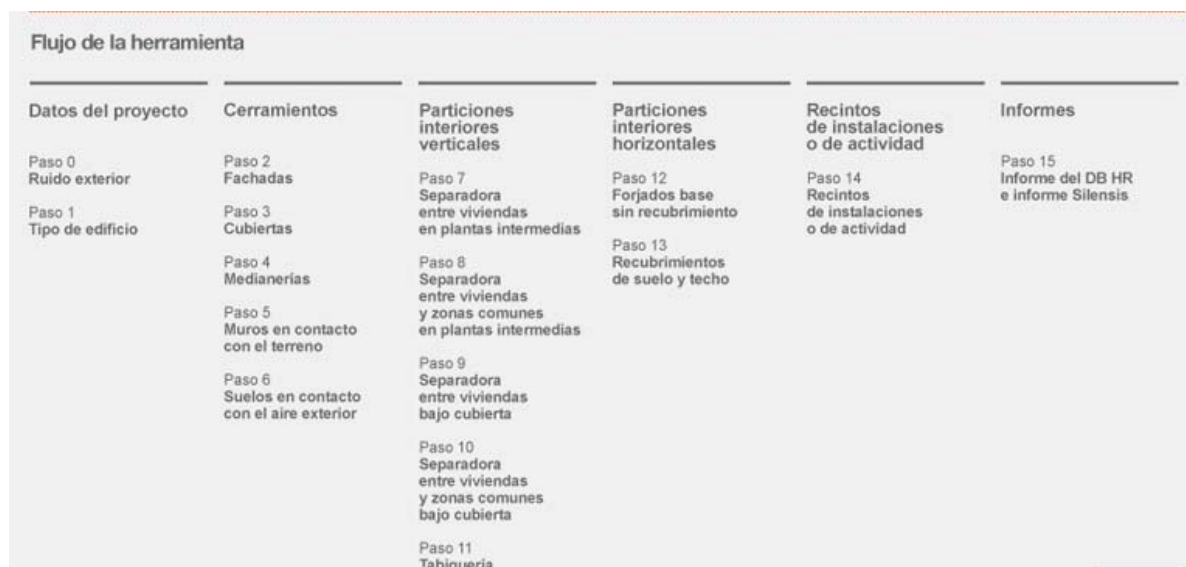 Flujo de la herramienta
Datos del proyecto
Paso 0
Ruido exterior
Paso 1
Tipo de edificio
Cerramientos
Paso 2
Fachadas
Paso 3
Cubiertas
Paso 4
Medianerías
Paso 5
Muros en contacto
con el terreno
Paso 6
Suelos en contacto
con el aire exterior
Particiones
interiores
verticales
Paso 7
Separadora
entre viviendas
en plantas intermedias
Paso 8
Separadora
entre viviendas
y zonas comunes
en plantas intermedias
Paso 9
Separadora
entre viviendas
bajo cubierta
Paso 10
Separadora
entre viviendas
y zonas comunes
bajo cubierta
Paso 11
Tabiquería
Particiones
interiores
horizontales
Paso 12
Forjados base
sin recubrimiento
Paso 13
Recubrimientos
de suelo y techo
Recintos
de instalaciones
o de actividad
Paso 14
Recintos
de instalaciones
o de actividad
Informes
Paso 15
Informe del DB HR
e informe Silensis